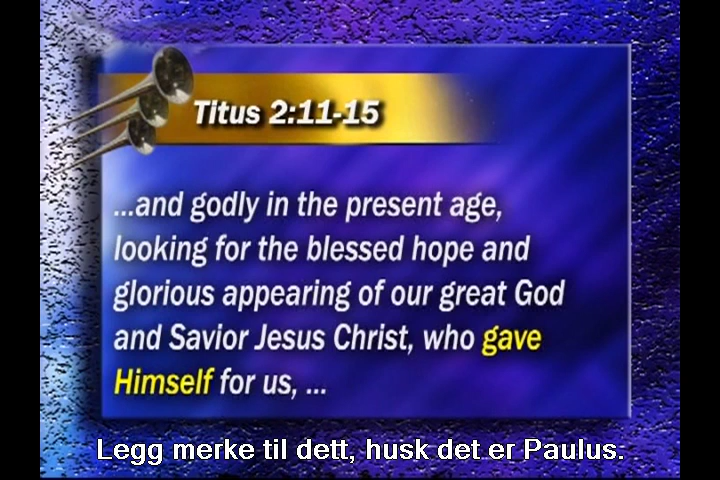 Titus 2:11-15
...and godly in the present age,
looking for the blessed hope and
glorious appearing of our great God
and Savior Jesus Christ, who gave
Himself for us, ...
Legg merke til dett, husk det er Paulus.